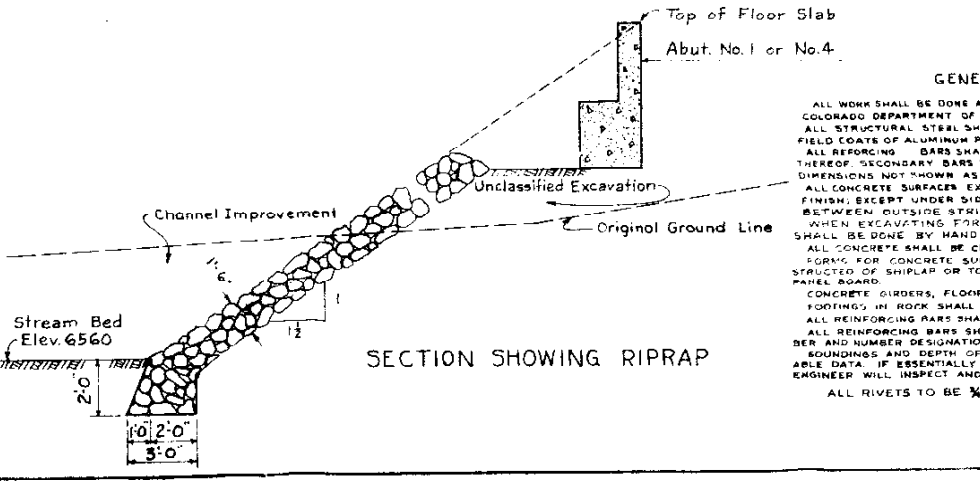 Top of Floor Slab
Abut. No.1 or No.4
Unclassified Excavation
Channel Improvement
Original Ground Line
1'-6"
1
1½
Stream Bed
Elev. 6560
SECTION SHOWING RIPRAP
2'-0"
1'-0" 2'-0"
3'-0"
GENE
ALL WORK SHALL BE DONE A
COLORADO DEPARTMENT OF
ALL STRUCTURAL STEEL SH
FIELD COATS OF ALUMINUM P
ALL REFORCING BARS SHA
THEREOF. SECONDARY BARS
DIMENSIONS NOT SHOWN AS
ALL CONCRETE SURFACES EX
FINISH; EXCEPT UNDER SID
BETWEEN OUTSIDE STRI
WHEN EXCAVATING FOR
SHALL BE DONE BY HAND
ALL CONCRETE SHALL BE C
FORMS FOR CONCRETE SU
STRUCTED OF SHIPLAP OR TO
PANEL BOARD.
CONCRETE GIRDERS, FLOOR
FOOTINGS IN ROCK SHALL
ALL REINFORCING BARS SHA
ALL REINFORCING BARS SH
BER AND NUMBER DESIGNATIO
SOUNDINGS AND DEPTH OF
ABLE DATA. IF ESSENTIALLY
ENGINEER WILL INSPECT AND
ALL RIVETS TO BE ¾